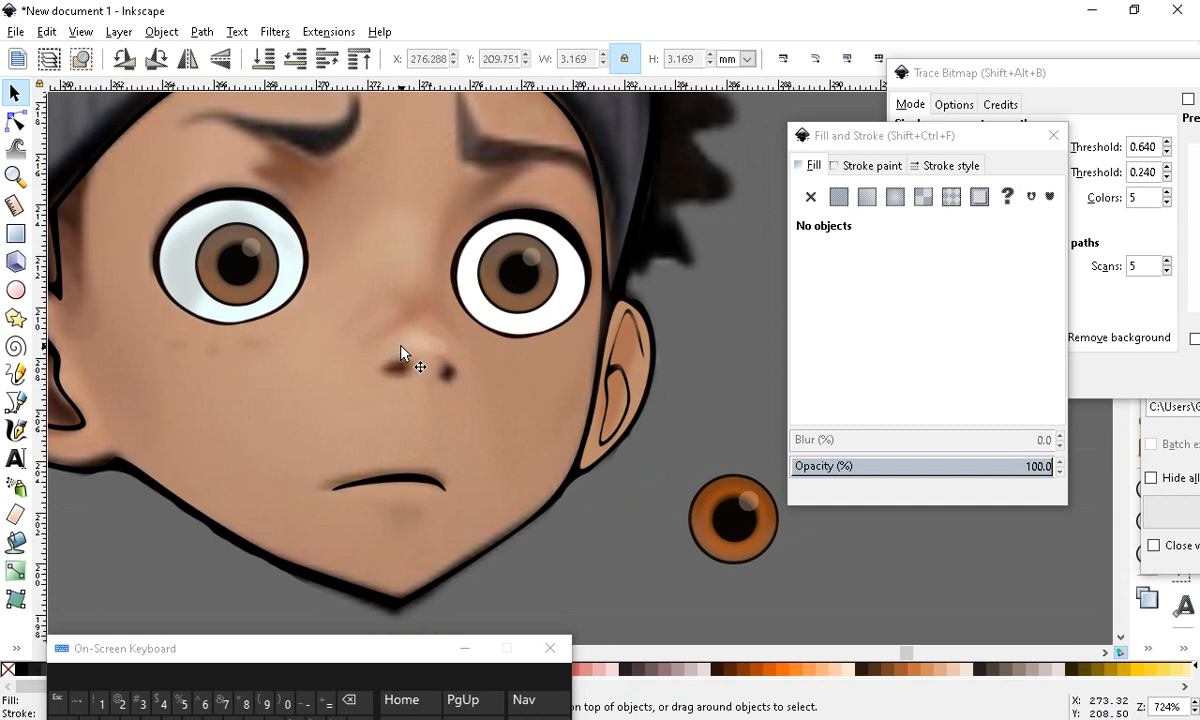 *New document 1 - Inkscape
File Edit View Layer Object Path Text Filters Extensions Help
X: 276.288 Y: 209.751 W: 3.169 H: 3.169 mm
Trace Bitmap (Shift+Alt+B)
Mode Options Credits
Threshold: 0.640
Threshold: 0.240
Colors: 5
paths
Scans: 5
Remove background
Fill and Stroke (Shift+Ctrl+F)
Fill Stroke paint Stroke style
No objects
Blur (%) 0.0
Opacity (%) 100.0
C:\Users\G
Batch e
Hide all
Close w
On-Screen Keyboard
Esc ~ ! 1 @ 2 # 3 $ 4 % 5 ^ 6 & 7 * 8 ( 9 ) 0 _ - + = Home PgUp Nav
Fill:
Stroke:
on top of objects, or drag around objects to select.
X: 273.32
Y: 208.50
Z: 724%